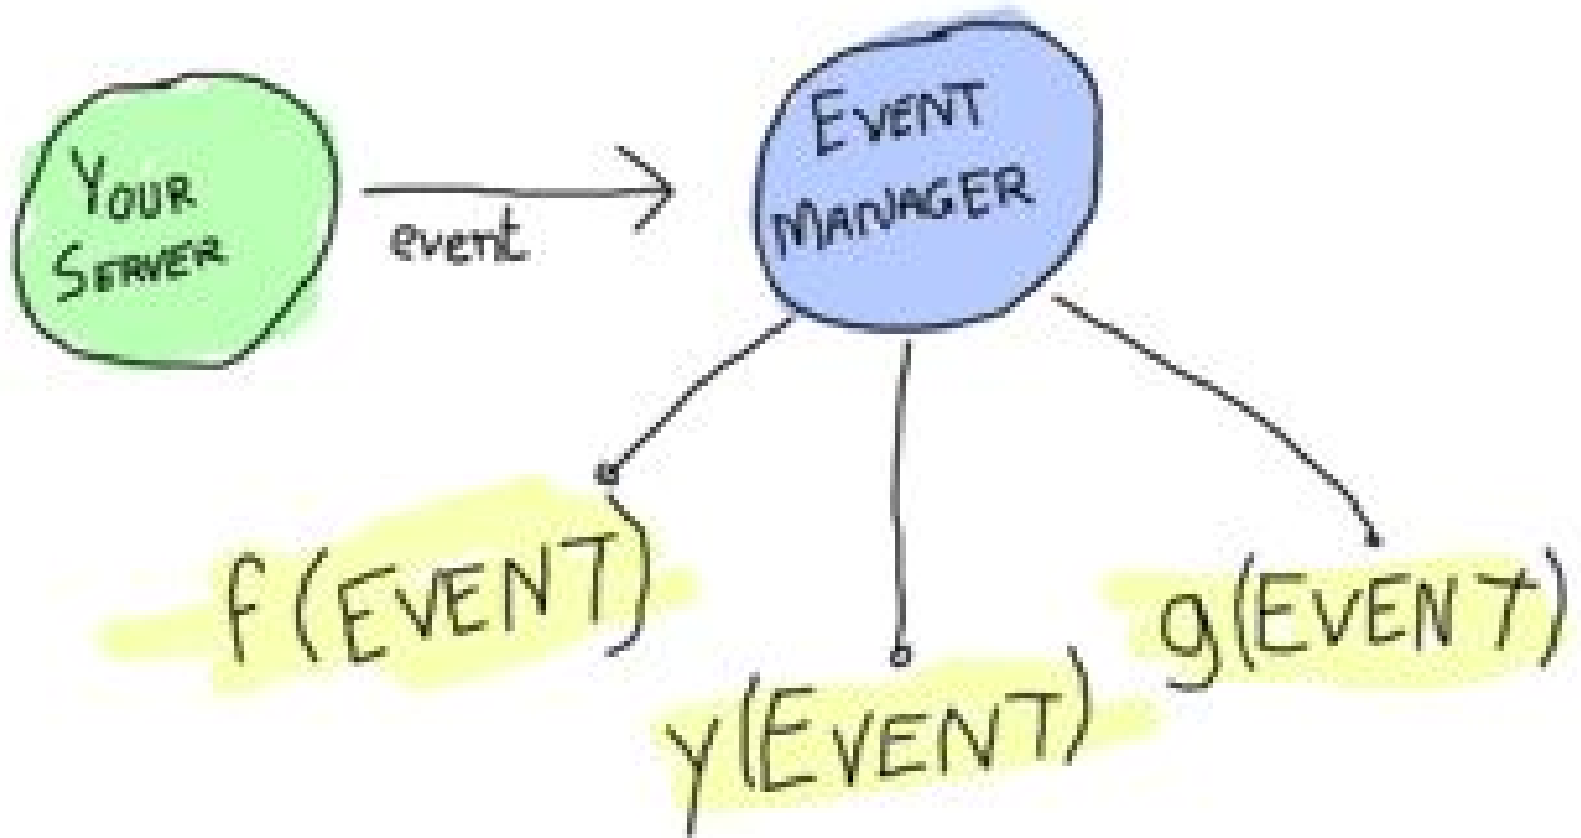 YOUR
SERVER
event
EVENT
MANAGER
f(EVENT)
y(EVENT)
g(EVENT)